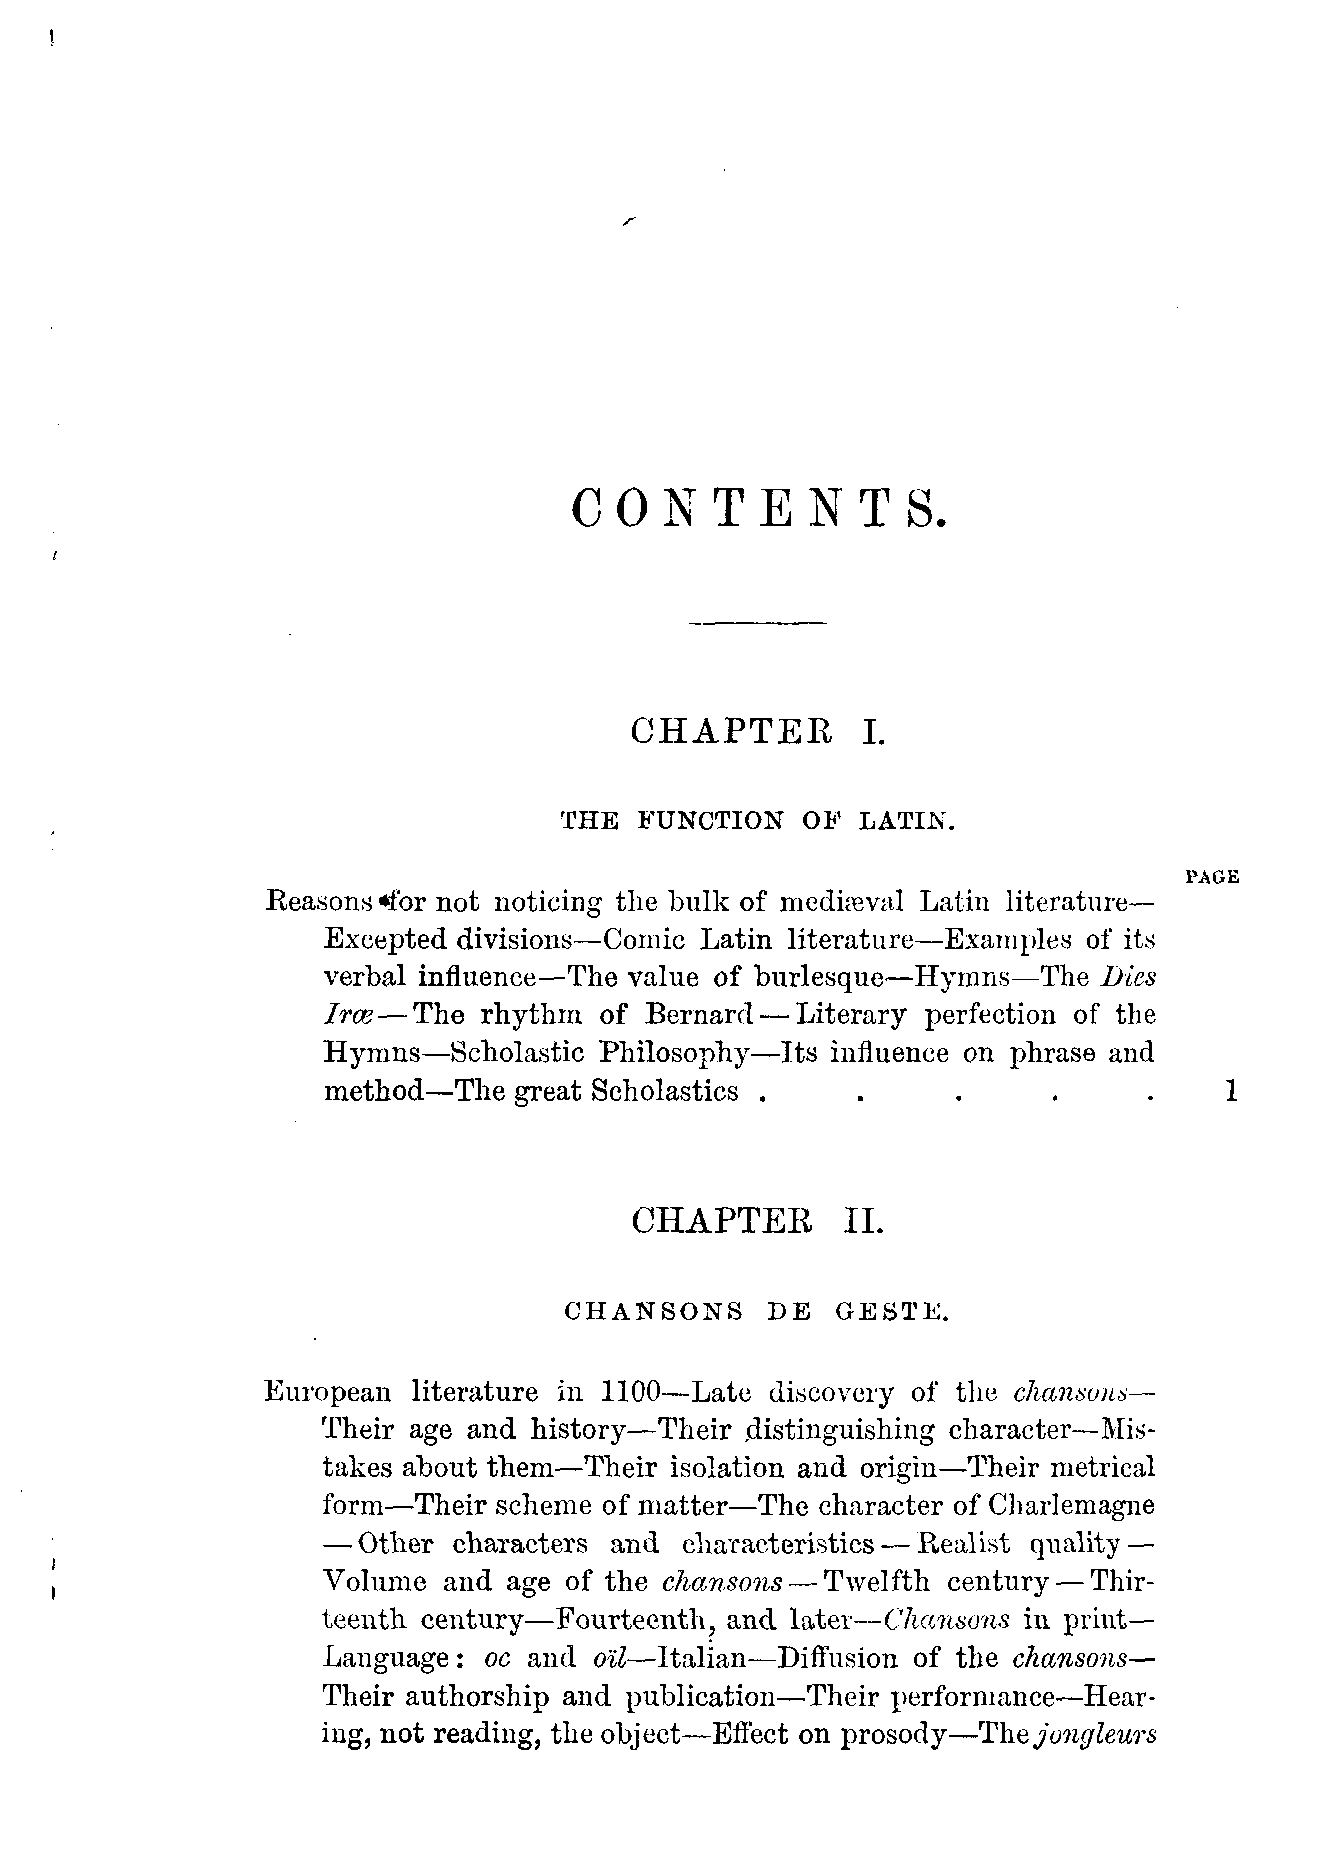 CONTENTS.
CHAPTER I.
THE FUNCTION OF LATIN.
PAGE
Reasons for not noticing the bulk of mediæval Latin literature—
Excepted divisions—Comic Latin literature—Examples of its
verbal influence—The value of burlesque—Hymns—The Dies
Iræ—The rhythm of Bernard—Literary perfection of the
Hymns—Scholastic Philosophy—Its influence on phrase and
method—The great Scholastics . . . . . 1
CHAPTER II.
CHANSONS DE GESTE.
European literature in 1100—Late discovery of the chansons—
Their age and history—Their distinguishing character—Mis-
takes about them—Their isolation and origin—Their metrical
form—Their scheme of matter—The character of Charlemagne
—Other characters and characteristics—Realist quality—
Volume and age of the chansons—Twelfth century—Thir-
teenth century—Fourteenth, and later—Chansons in print—
Language: oc and oïl—Italian—Diffusion of the chansons—
Their authorship and publication—Their performance—Hear-
ing, not reading, the object—Effect on prosody—The jongleurs